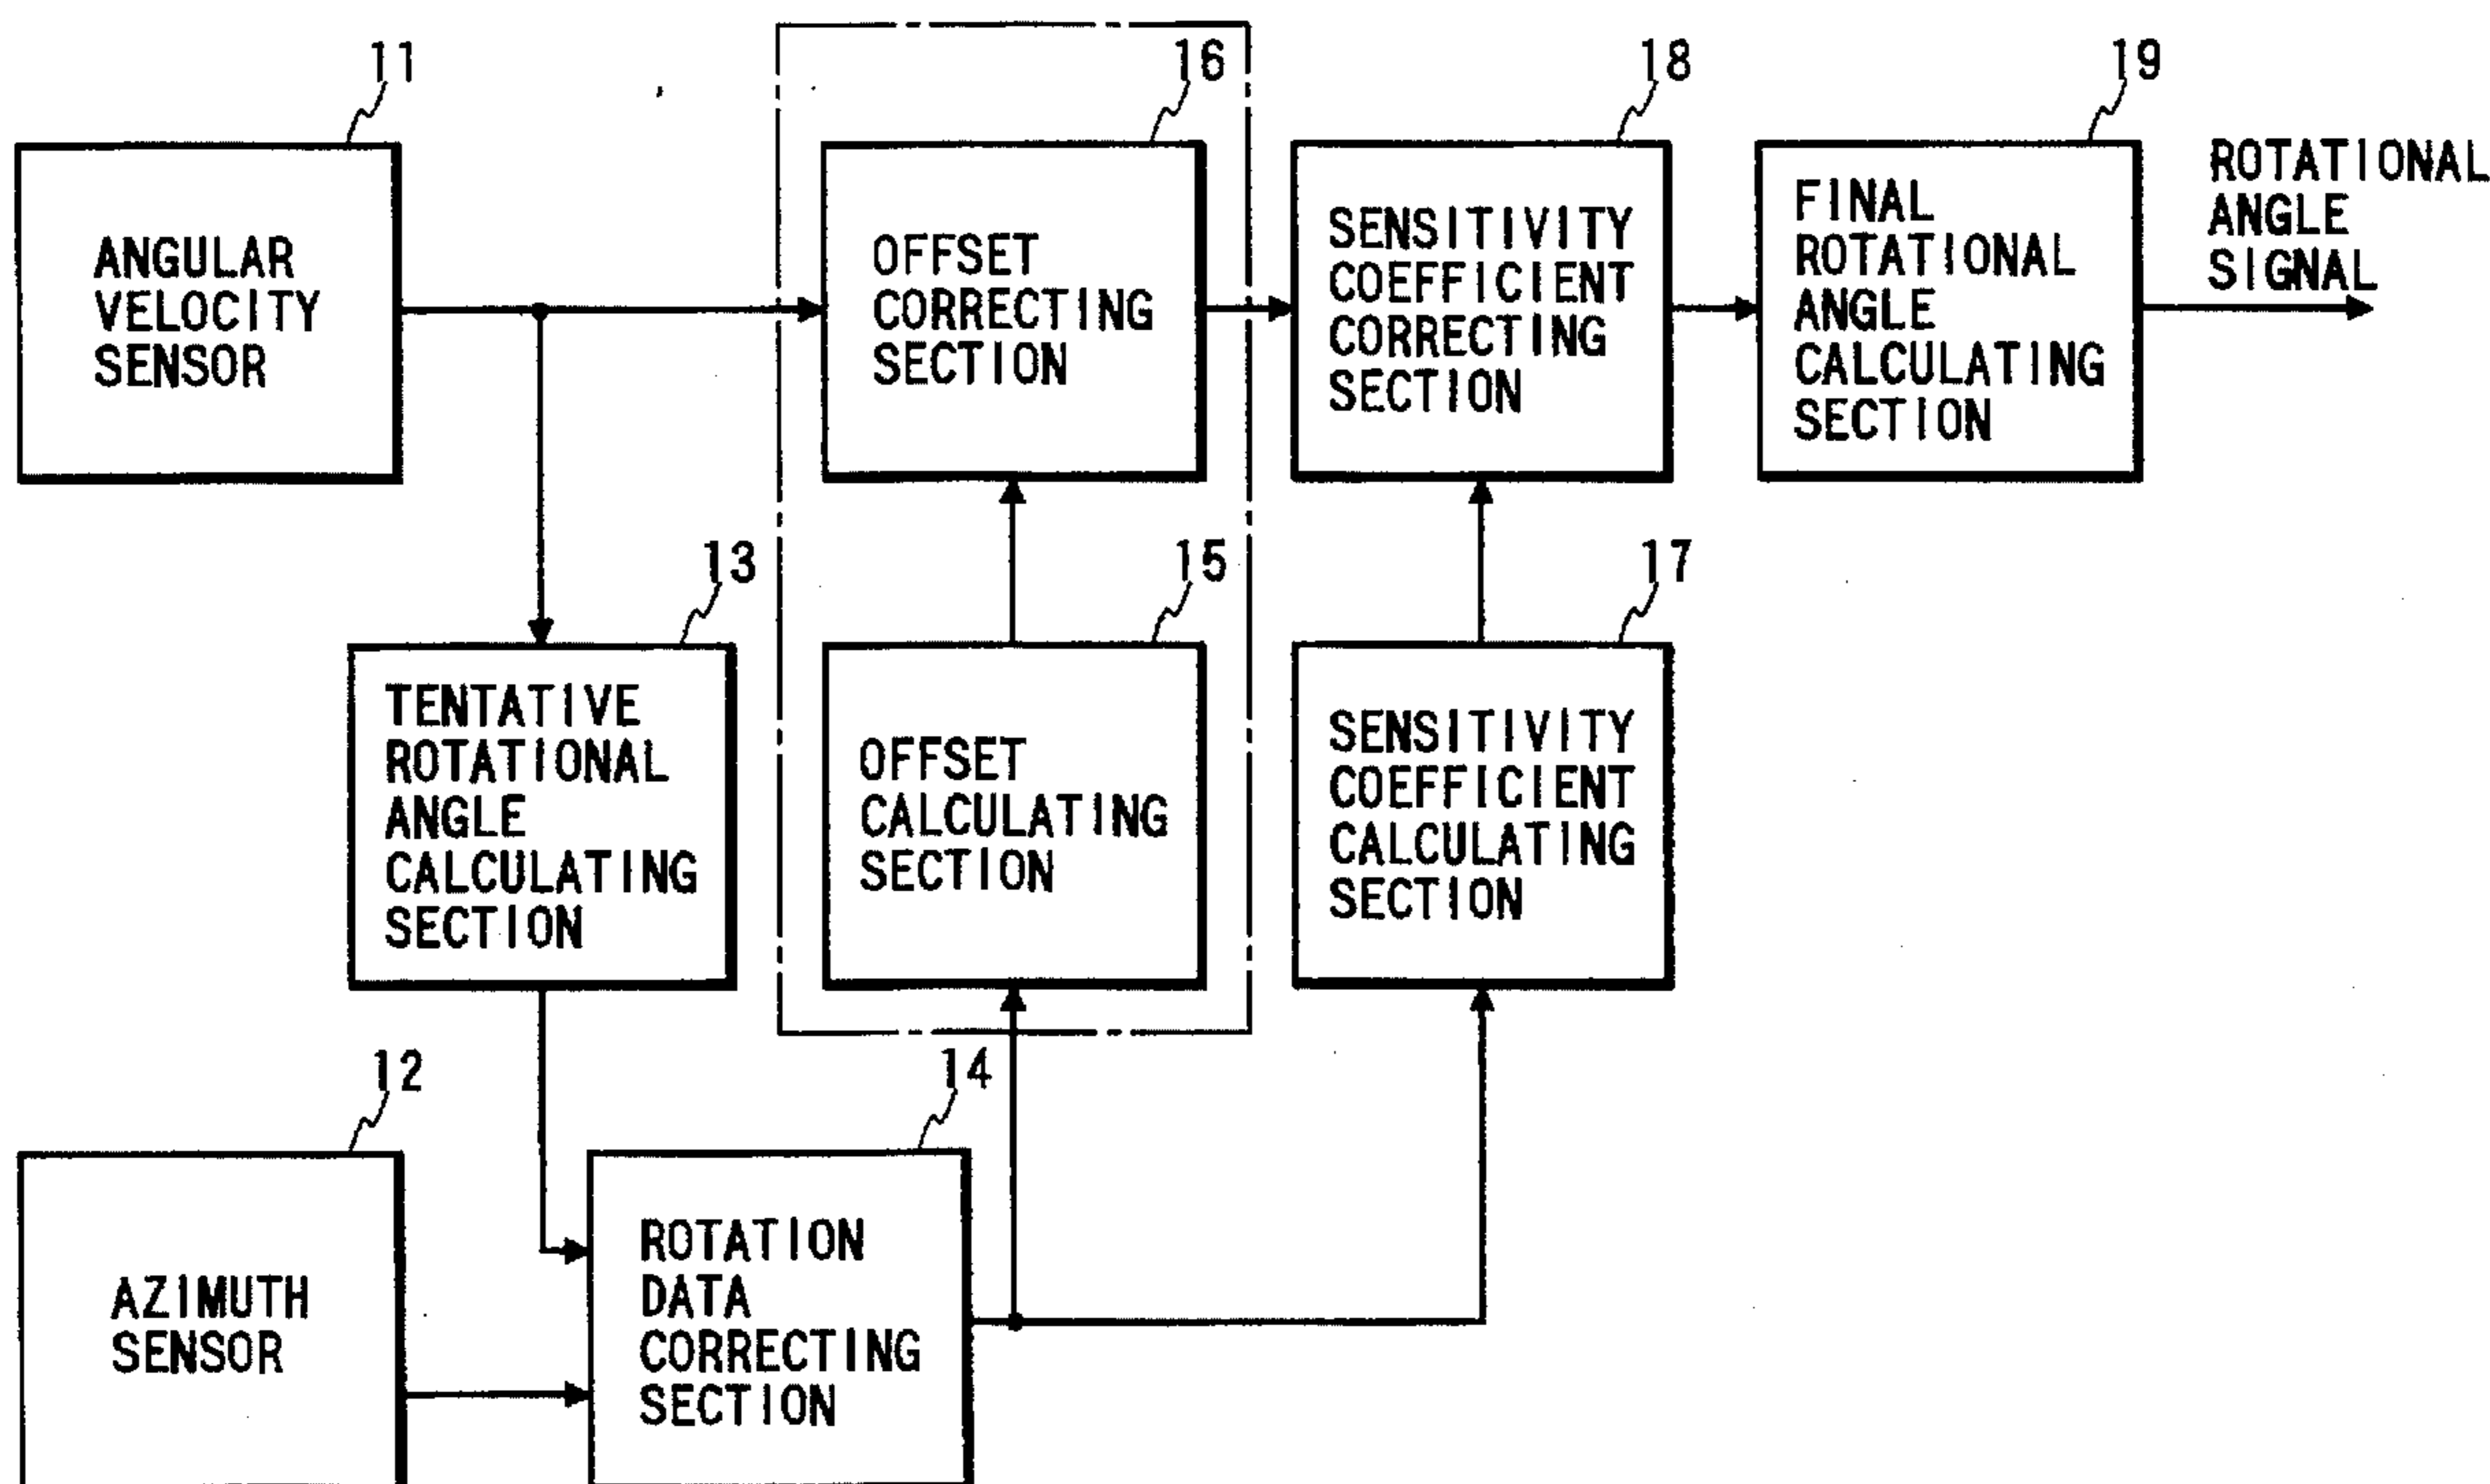 11
ANGULAR
VELOCITY
SENSOR
16
OFFSET
CORRECTING
SECTION
18
SENSITIVITY
COEFFICIENT
CORRECTING
SECTION
19
FINAL
ROTATIONAL
ANGLE
CALCULATING
SECTION
ROTATIONAL
ANGLE
SIGNAL
13
TENTATIVE
ROTATIONAL
ANGLE
CALCULATING
SECTION
15
OFFSET
CALCULATING
SECTION
17
SENSITIVITY
COEFFICIENT
CALCULATING
SECTION
12
AZIMUTH
SENSOR
14
ROTATION
DATA
CORRECTING
SECTION